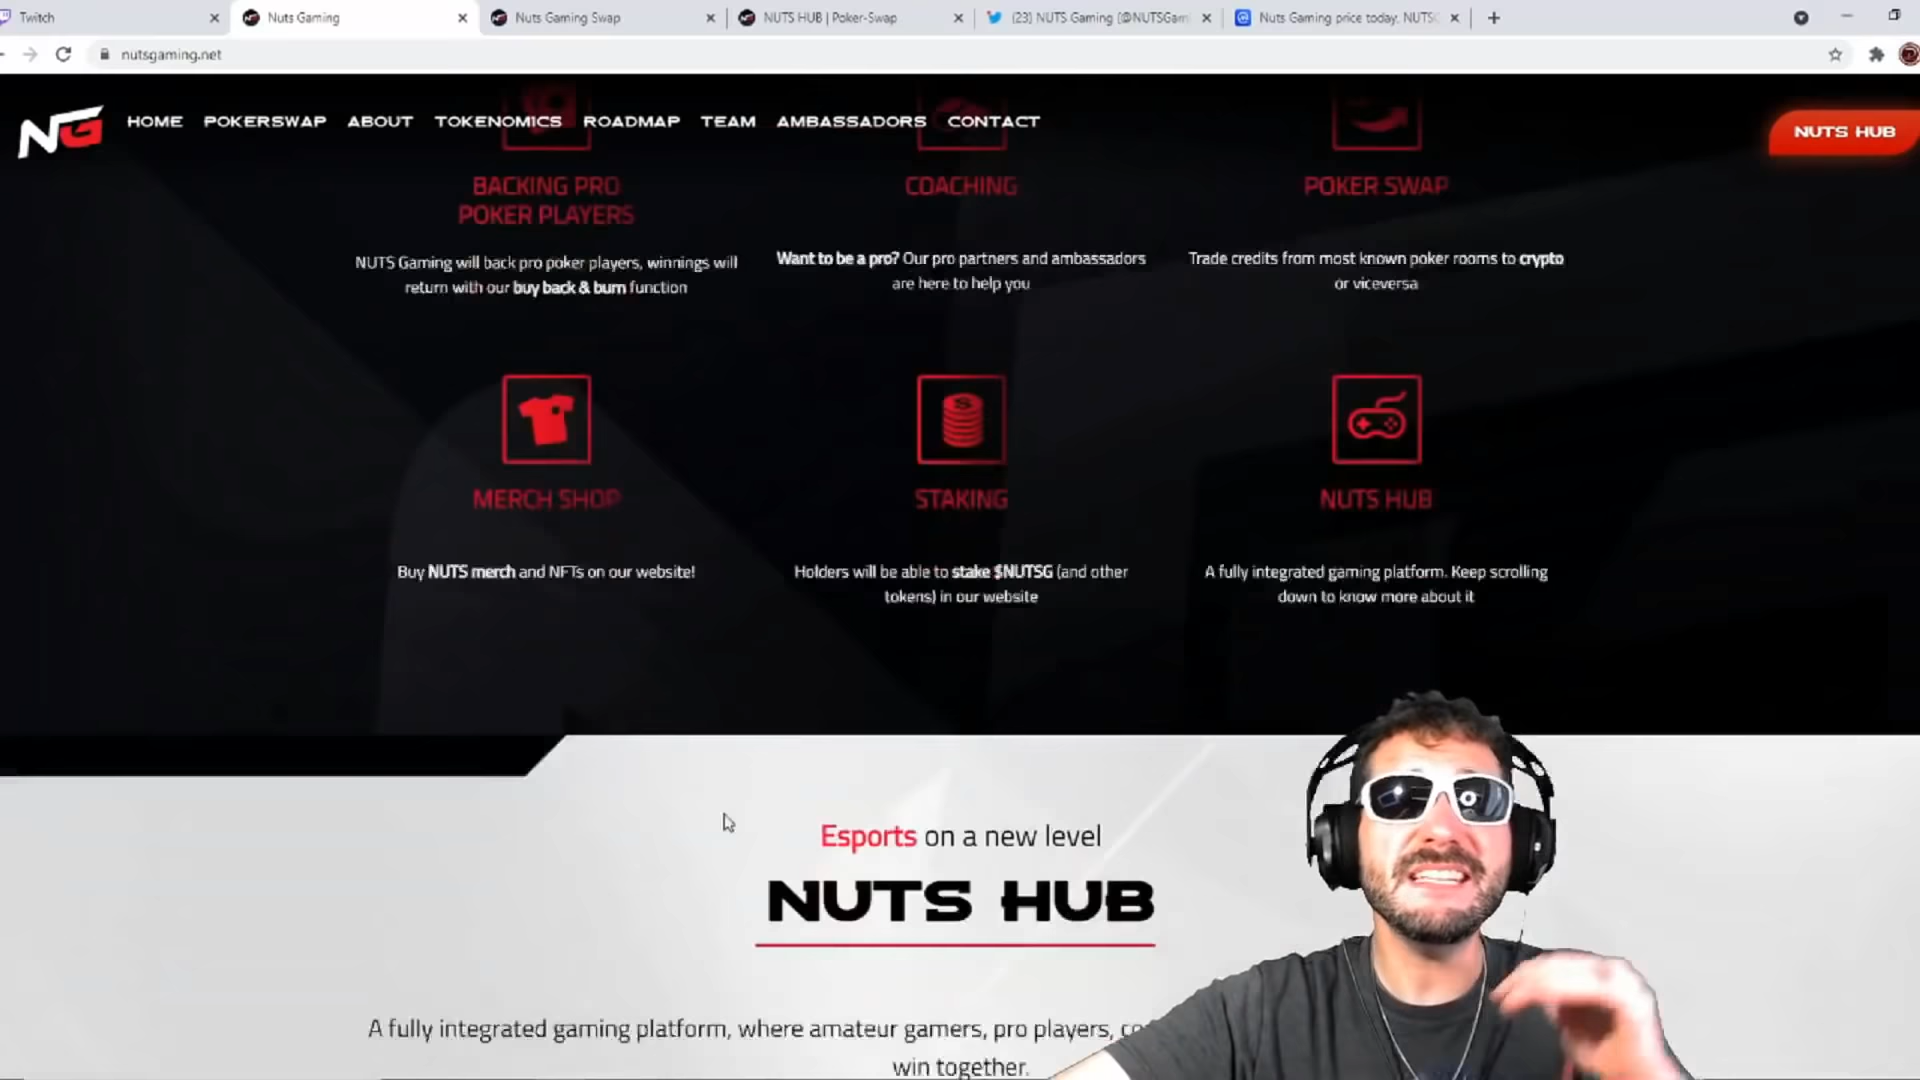 Twitch
Nuts Gaming
Nuts Gaming Swap
NUTS HUB | Poker-Swap
(23) NUTS Gaming (@NUTSGam
Nuts Gaming price today, NUTSG
nutsgaming.net
NG
HOME POKERSWAP ABOUT TOKENOMICS ROADMAP TEAM AMBASSADORS CONTACT
NUTS HUB
BACKING PRO
POKER PLAYERS
NUTS Gaming will back pro poker players, winnings will
return with our buy back & burn function
COACHING
Want to be a pro? Our pro partners and ambassadors
are here to help you
POKER SWAP
Trade credits from most known poker rooms to crypto
or viceversa
MERCH SHOP
Buy NUTS merch and NFTs on our website!
STAKING
Holders will be able to stake $NUTSG (and other
tokens) in our website
NUTS HUB
A fully integrated gaming platform. Keep scrolling
down to know more about it
Esports on a new level
NUTS HUB
A fully integrated gaming platform, where amateur gamers, pro players,
win together.